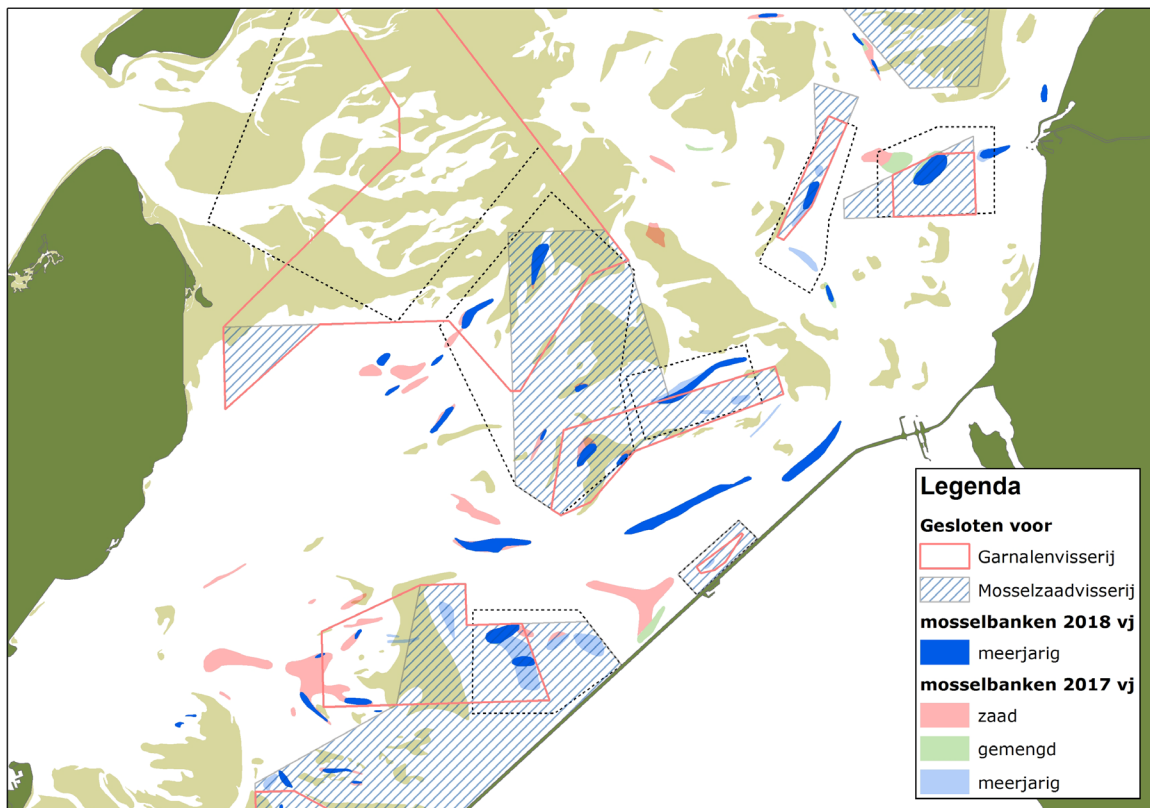 Legenda
Gesloten voor
Garnalenvisserij
Mosselzaadvisserij
mosselbanken 2018 vj
meerjarig
mosselbanken 2017 vj
zaad
gemengd
meerjarig